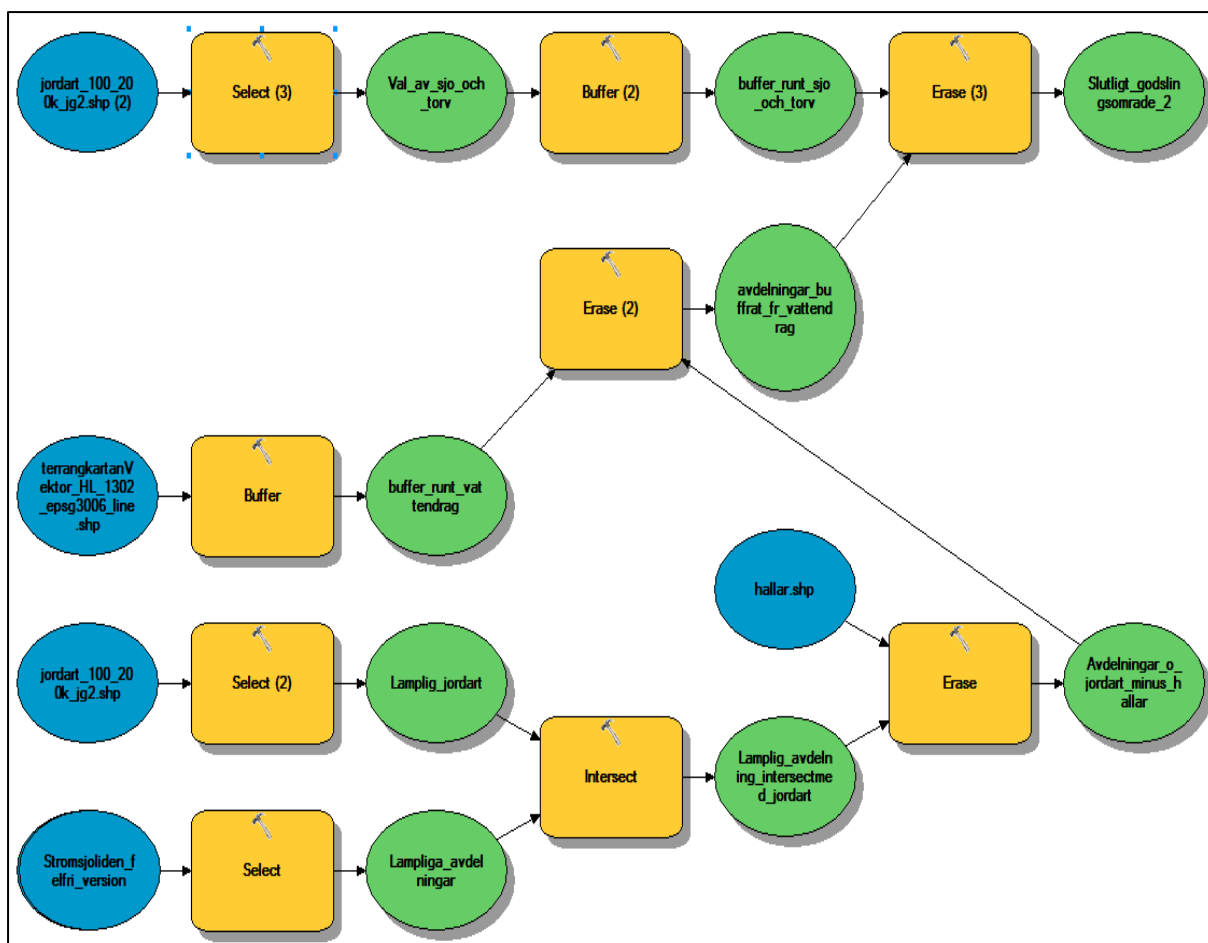 jordart_100_20
0k_jg2.shp (2)
Select (3)
Val_av_sjo_och
_torv
Buffer (2)
buffer_runt_sjo
_och_torv
Erase (3)
Slutligt_godslin
gsomrade_2
Erase (2)
avdelningar_bu
ffrat_fr_vattend
rag
terrangkartanV
ektor_HL_1302
_epsg3006_line
.shp
Buffer
buffer_runt_vat
tendrag
hallar.shp
jordart_100_20
0k_jg2.shp
Select (2)
Lamplig_jordart
Erase
Avdelningar_o_
jordart_minus_h
allar
Intersect
Lamplig_avdeln
ing_intersectme
d_jordart
Stromsjoliden_f
elfri_version
Select
Lampliga_avdel
ningar